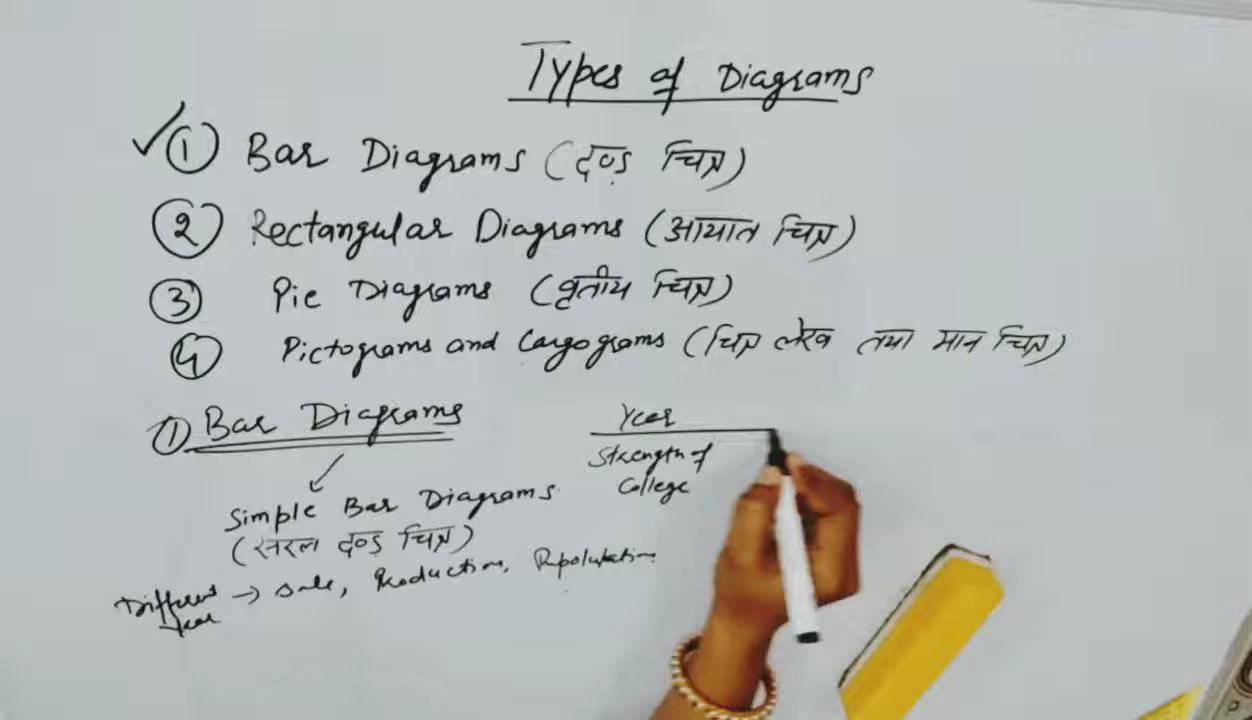 Types of Diagrams
✓① Bar Diagrams (दण्ड चित्र)
② Rectangular Diagrams (आयात चित्र)
③ Pie Diagrams (वृतीय चित्र)
④ Pictograms and Cargograms (चित्र लेख तथा मान चित्र)
① Bar Diagrams
Simple Bar Diagrams
(सरल दण्ड चित्र)
Different → Sale, Production, Popolutation
Year
Year
Strength of
College